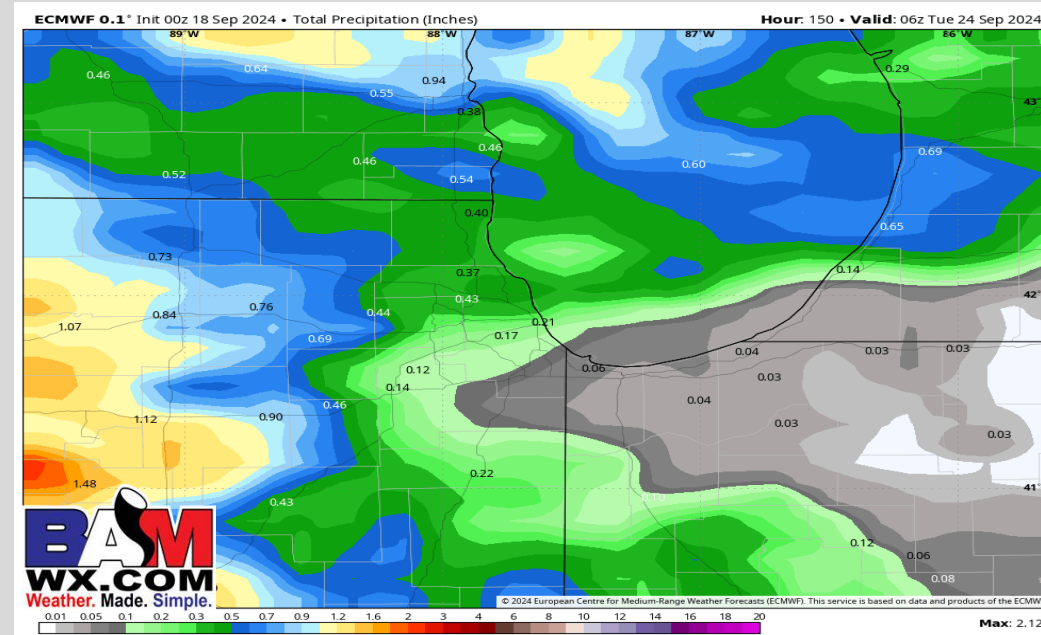 ECMWF 0.1° Init 00z 18 Sep 2024 • Total Precipitation (Inches)
Hour: 150 • Valid: 06z Tue 24 Sep 2024
89°W 88°W 87°W 86°W
0.46 0.64 0.94 0.29
0.55
0.38 43°
0.46 0.46 0.60 0.69
0.52 0.54
0.40 0.65
0.73 0.37 0.14
0.84 0.76 0.44 0.43 42°
1.07 0.69 0.17 0.21
0.12 0.06 0.04 0.03 0.03
0.14 0.03
1.12 0.90 0.46 0.04 0.03 0.03
1.48 0.22 41°
0.43 0.10
0.12 0.06
0.08
BAM
WX.COM
Weather. Made. Simple.
© 2024 European Centre for Medium-Range Weather Forecasts (ECMWF). This service is based on data and products of the ECMW
0.01 0.05 0.1 0.2 0.3 0.5 0.7 0.9 1.2 1.6 3 4 8 10 12 14 16 18 20
Max: 2.12